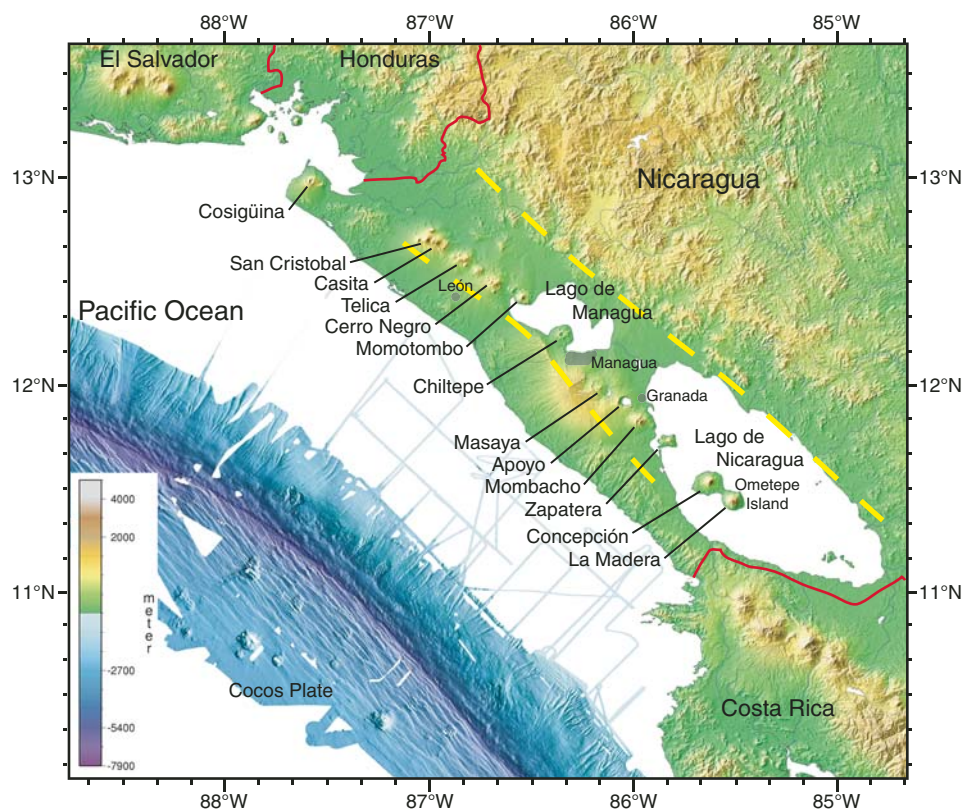 88°W
87°W
86°W
85°W
El Salvador
Honduras
13°N
13°N
Nicaragua
Cosigüina
San Cristobal
Casita
León
Telica
Lago de
Managua
Cerro Negro
Pacific Ocean
Momotombo
Managua
Chiltepe
12°N
12°N
Granada
Masaya
Lago de
Nicaragua
Apoyo
Mombacho
Zapatera
Ometepe
Island
Concepción
La Madera
4000
2000
meter
-2700
-5400
-7900
11°N
11°N
Cocos Plate
Costa Rica
88°W
87°W
86°W
85°W